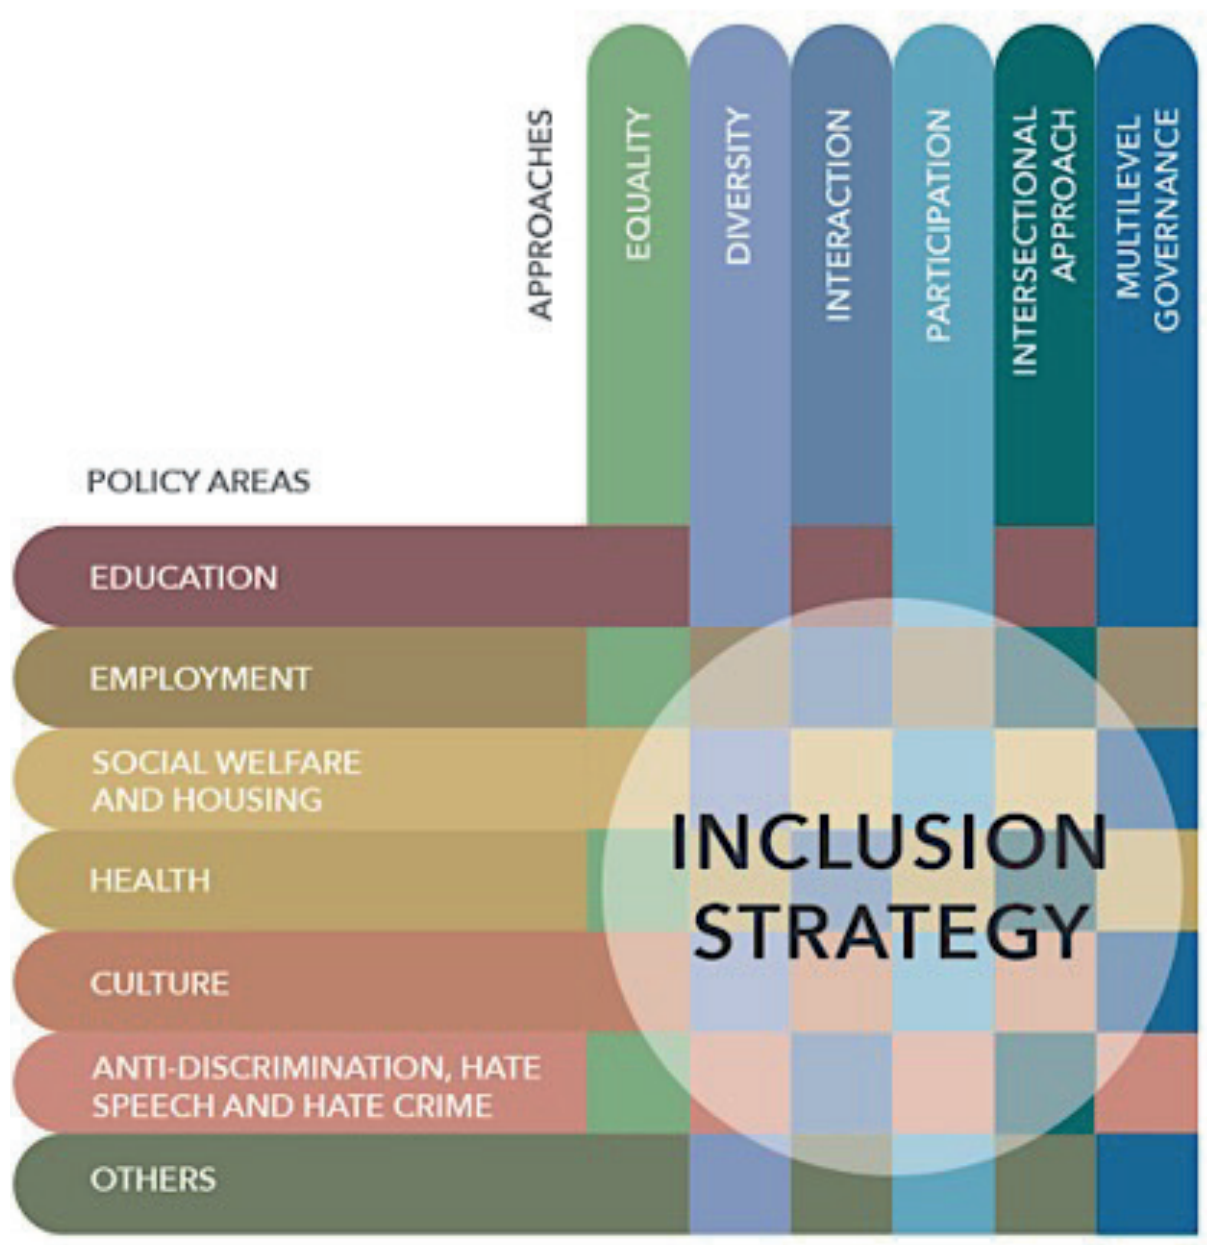 APPROACHES
EQUALITY
DIVERSITY
INTERACTION
PARTICIPATION
INTERSECTIONAL
APPROACH
MULTILEVEL
GOVERNANCE
POLICY AREAS
EDUCATION
EMPLOYMENT
SOCIAL WELFARE
AND HOUSING
HEALTH
CULTURE
ANTI-DISCRIMINATION, HATE
SPEECH AND HATE CRIME
OTHERS
INCLUSION
STRATEGY